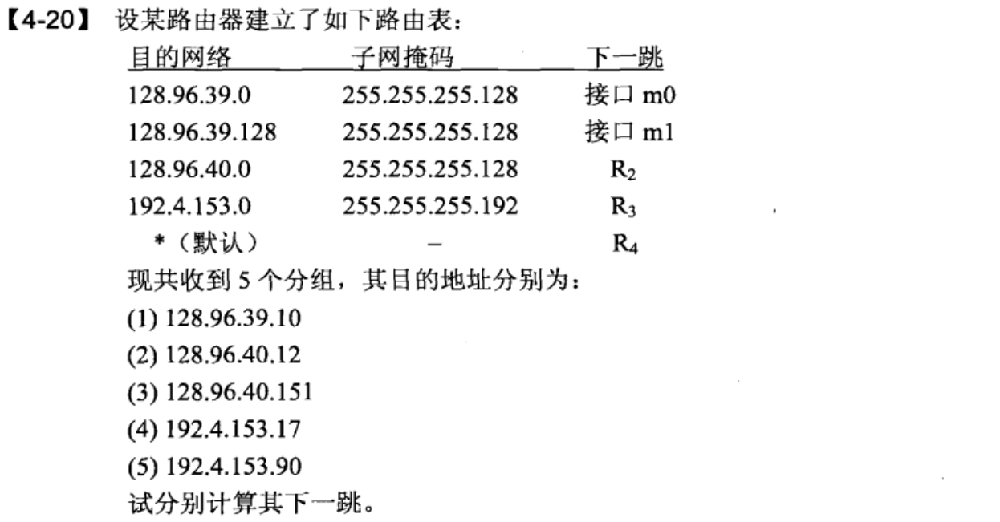 【4-20】 设某路由器建立了如下路由表：
目的网络 子网掩码 下一跳
128.96.39.0 255.255.255.128 接口 m0
128.96.39.128 255.255.255.128 接口 m1
128.96.40.0 255.255.255.128 R₂
192.4.153.0 255.255.255.192 R₃
*（默认） – R₄
现共收到 5 个分组，其目的地址分别为：
(1) 128.96.39.10
(2) 128.96.40.12
(3) 128.96.40.151
(4) 192.4.153.17
(5) 192.4.153.90
试分别计算其下一跳。